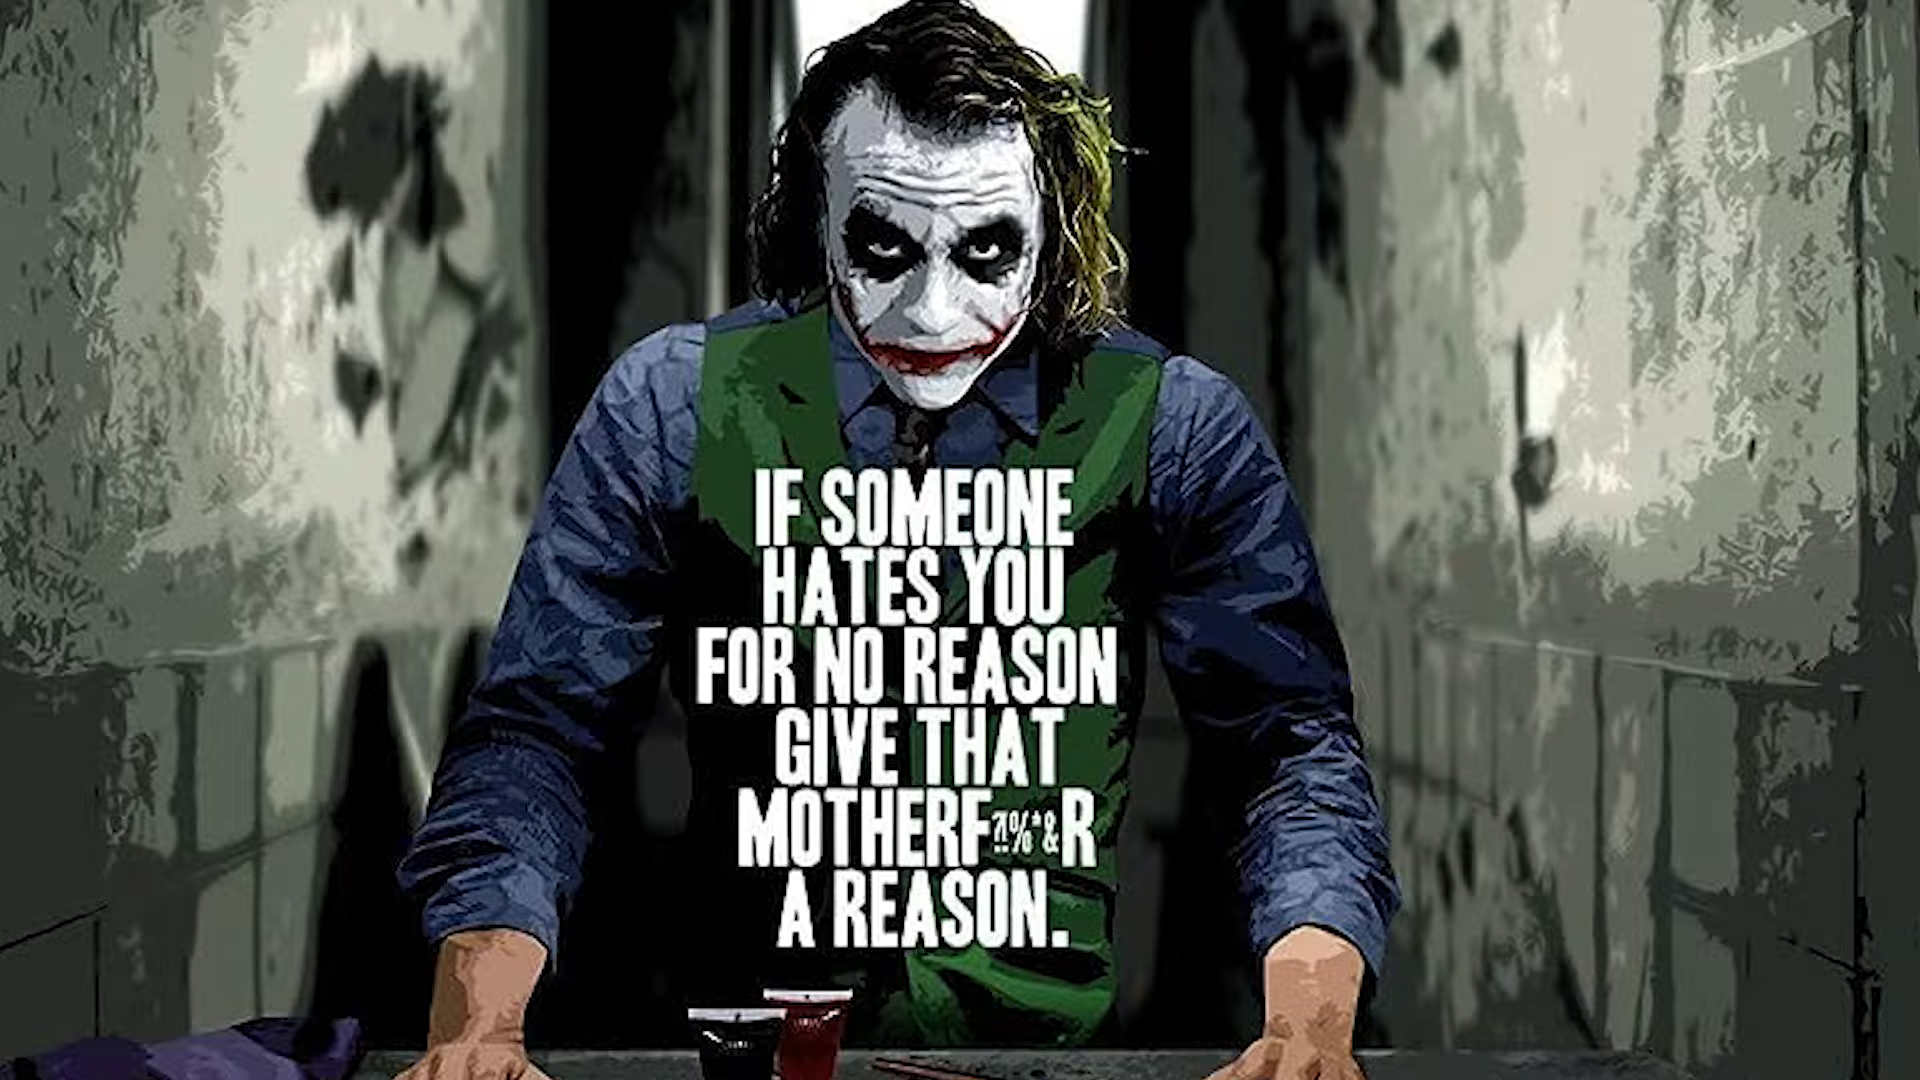 IF SOMEONE
HATES YOU
FOR NO REASON
GIVE THAT
MOTHERF?!%*&R
A REASON.